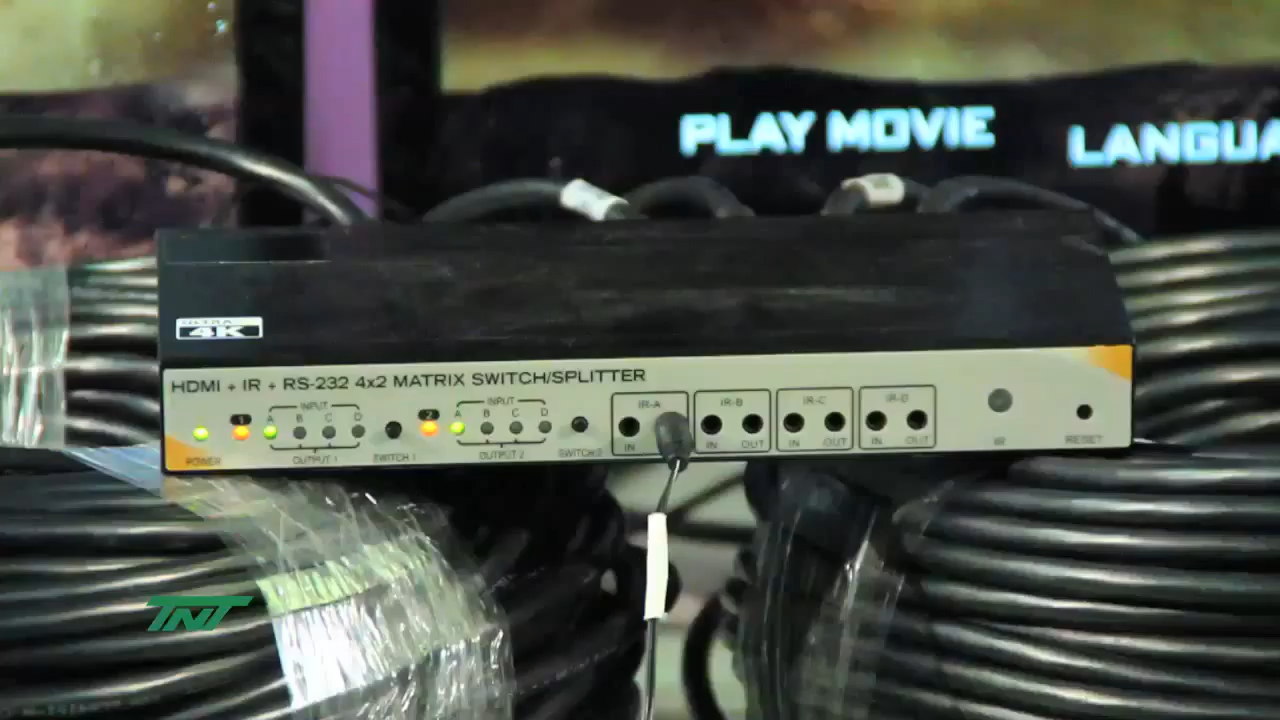 PLAY MOVIE LANGUA
ULTRA
4K
HDMI + IR + RS-232 4x2 MATRIX SWITCH/SPLITTER
IR-A IR-B IR-C IR-D
1 INPUT 2 INPUT
A B C D A B C D
IN IN OUT IN OUT IN OUT
POWER OUTPUT 1 SWITCH 1 OUTPUT 2 SWITCH 2 IR RESET
TNT